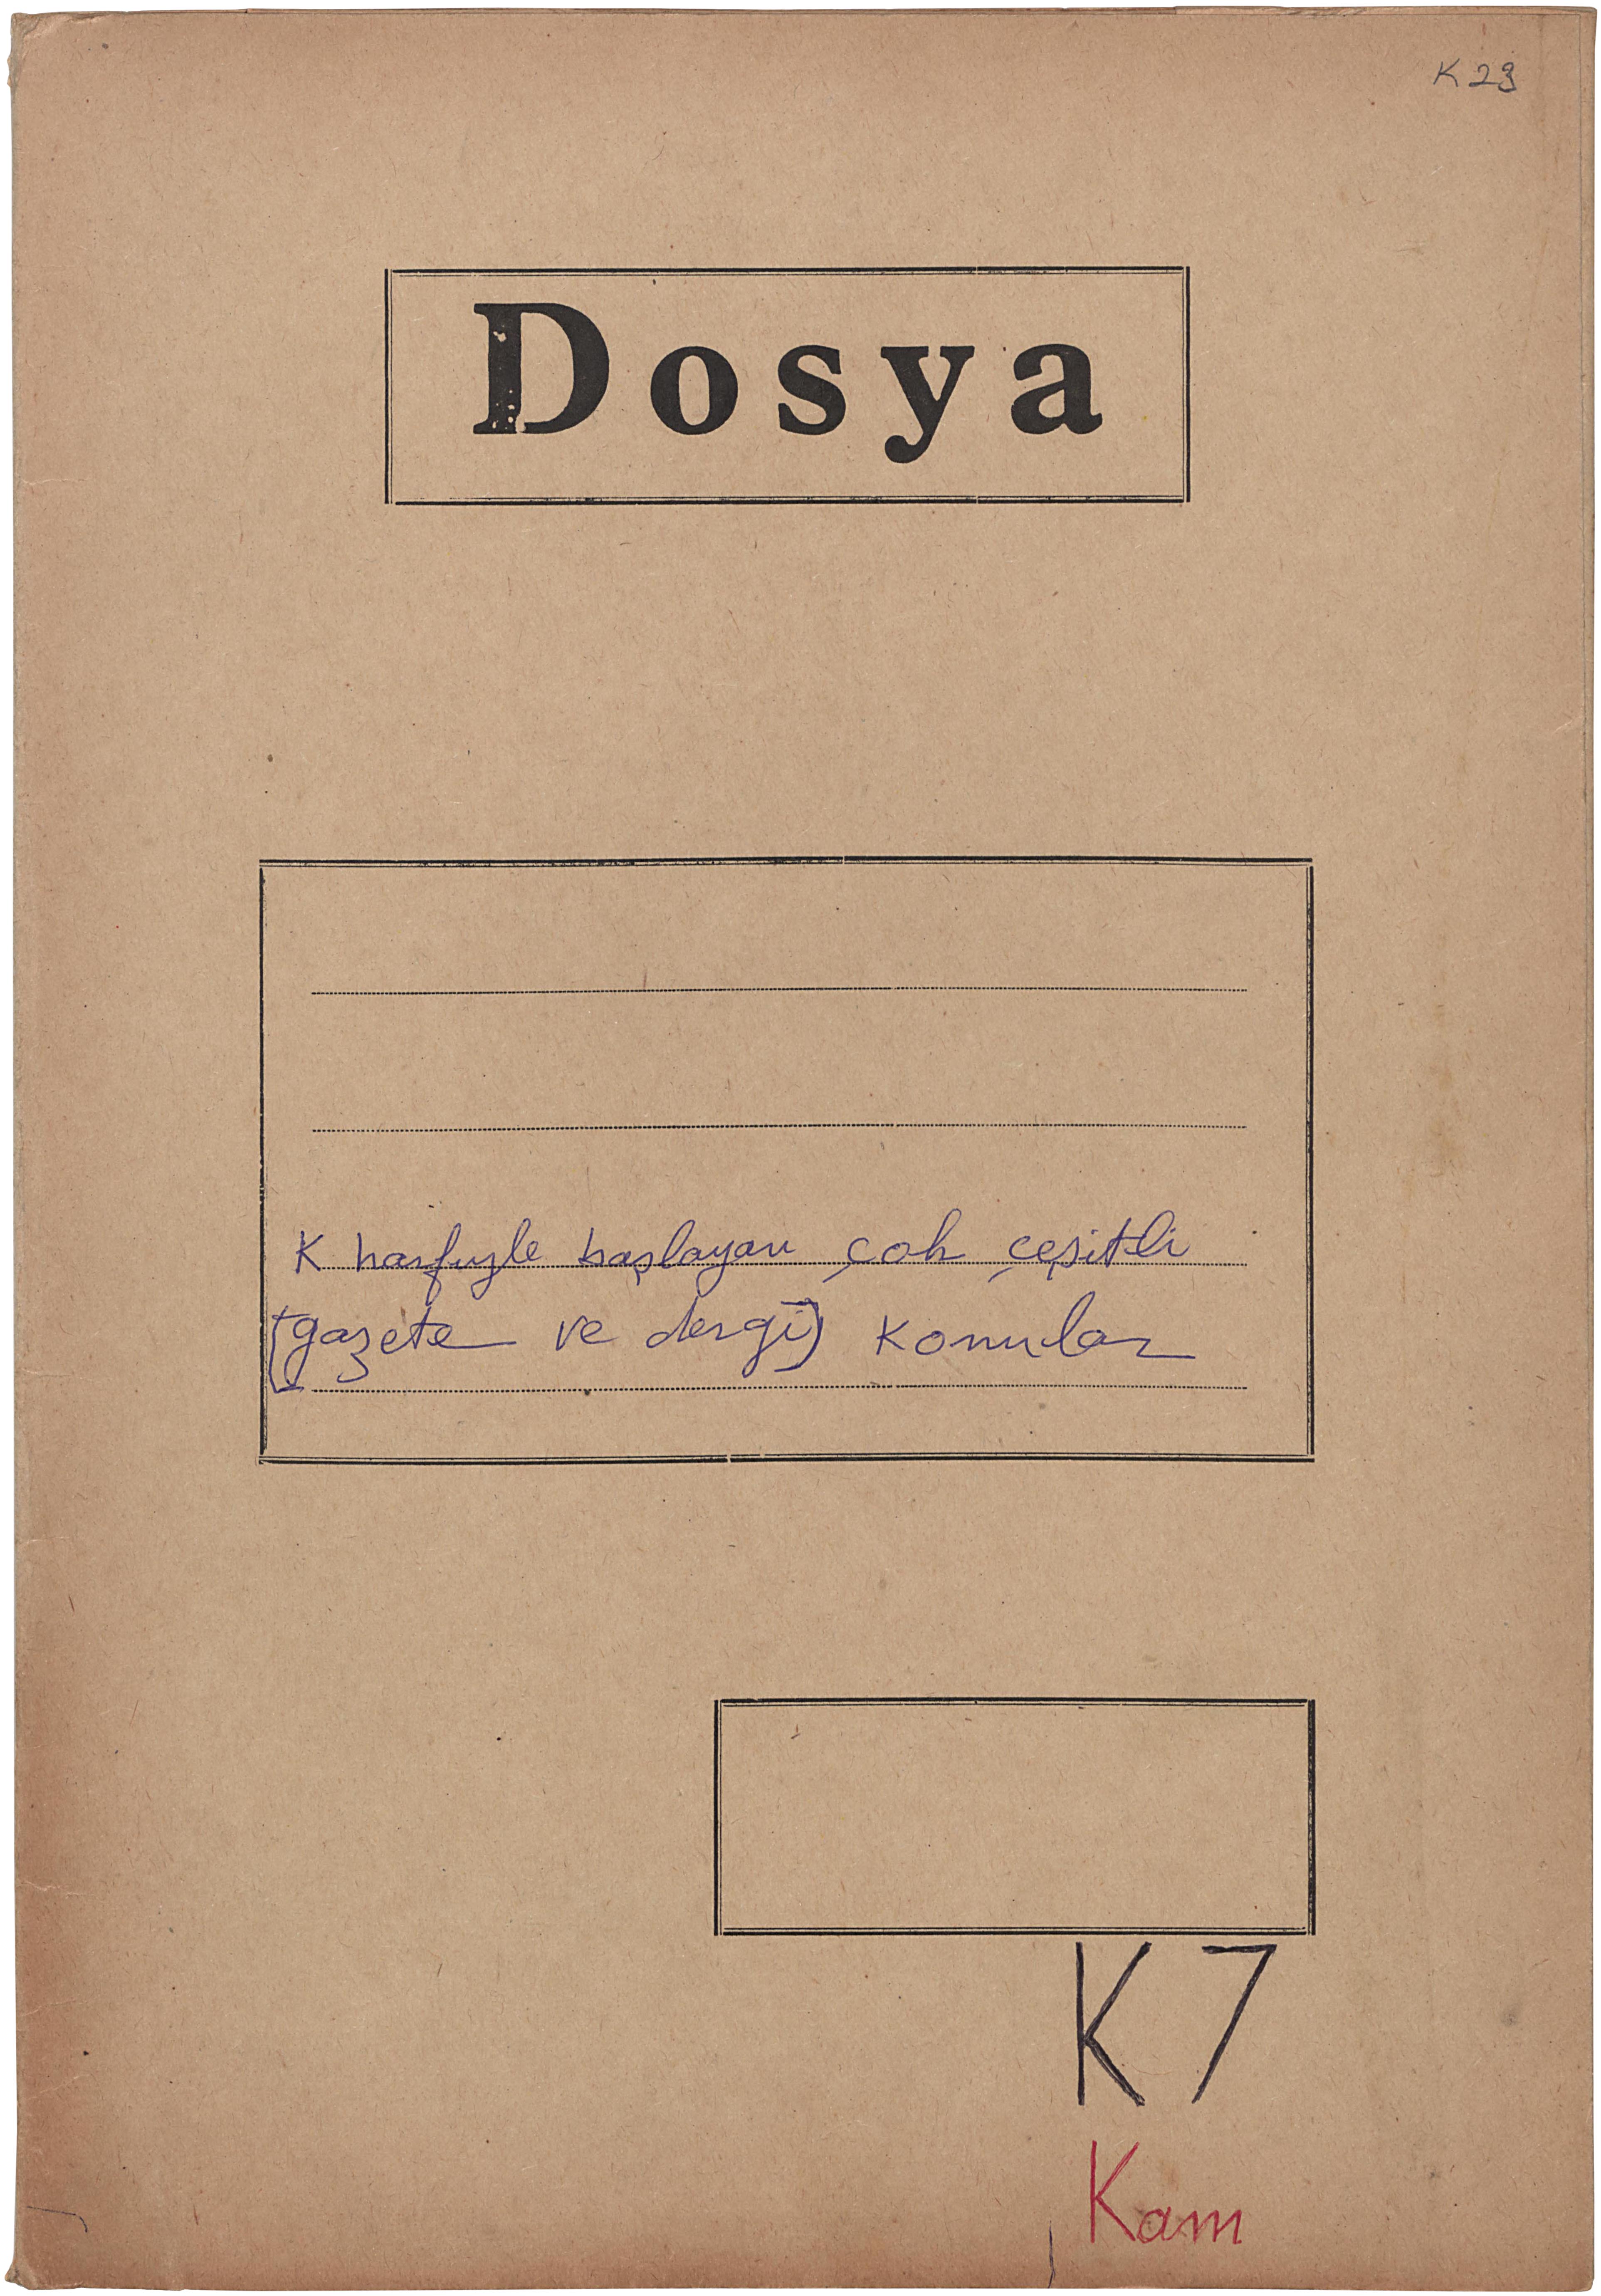 K 23
Dosya
K harfiyle başlayan çok çeşitli
(gazete ve dergi) konular
K7
Kam